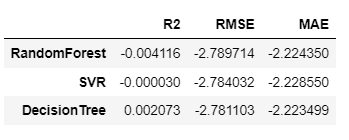 R2 RMSE MAE
RandomForest -0.004116 -2.789714 -2.224350
SVR -0.000030 -2.784032 -2.228550
DecisionTree 0.002073 -2.781103 -2.223499